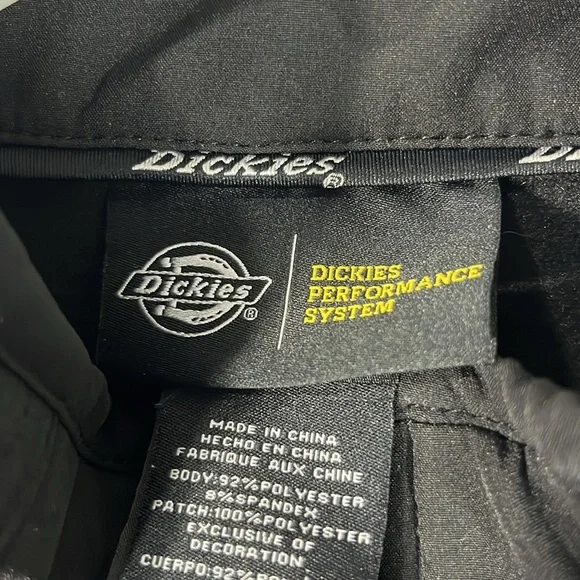 Dickies®
Dickies®
DICKIES
PERFORMANCE
SYSTEM™
MADE IN CHINA
HECHO EN CHINA
FABRIQUE AUX CHINE
BODY:92%POLYESTER
8%SPANDEX
PATCH:100%POLYESTER
EXCLUSIVE OF
DECORATION